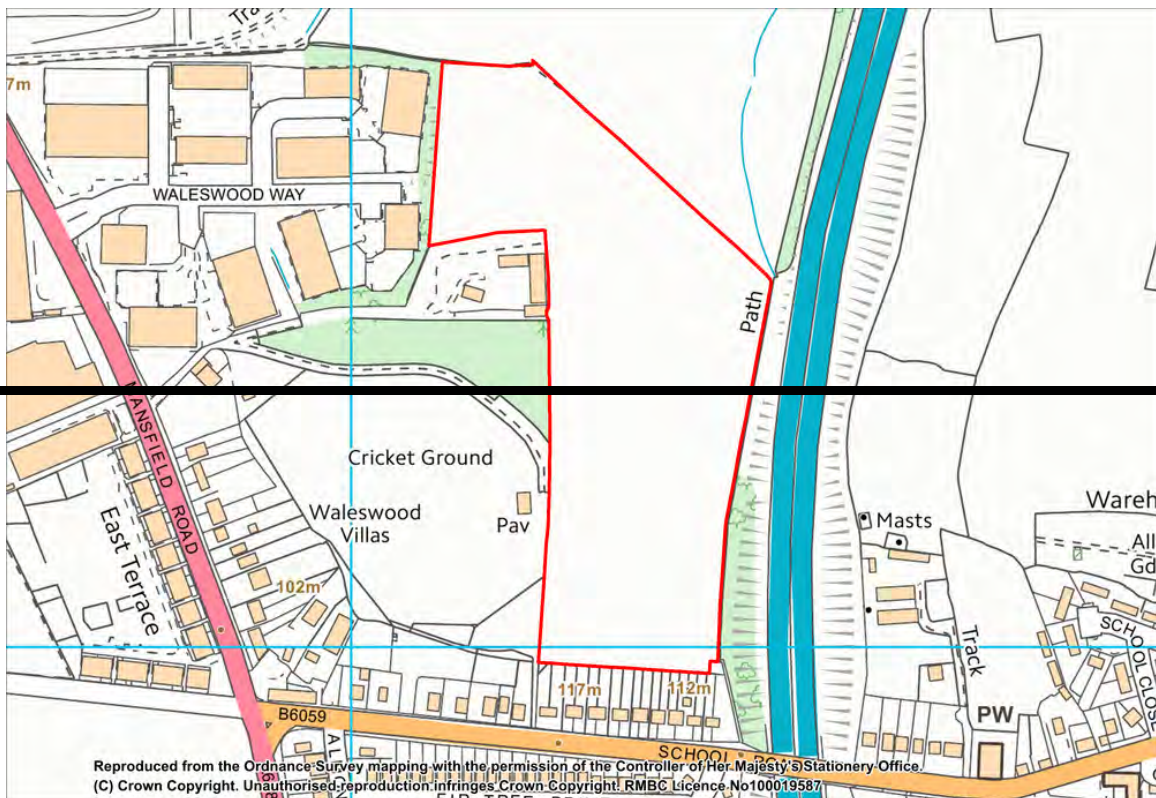 Tra
7m
WALESWOOD WAY
Path
MANSFIELD ROAD
Cricket Ground
Waleswood
Villas
Pav
East Terrace
102m
Masts
Wareh
All
Gd
SCHOOL CLOSE
Track
PW
117m
112m
B6059
SCHOOL ROAD
Reproduced from the Ordnance Survey mapping with the permission of the Controller of Her Majesty's Stationery Office.
(C) Crown Copyright. Unauthorised reproduction infringes Crown Copyright. RMBC Licence No100019587